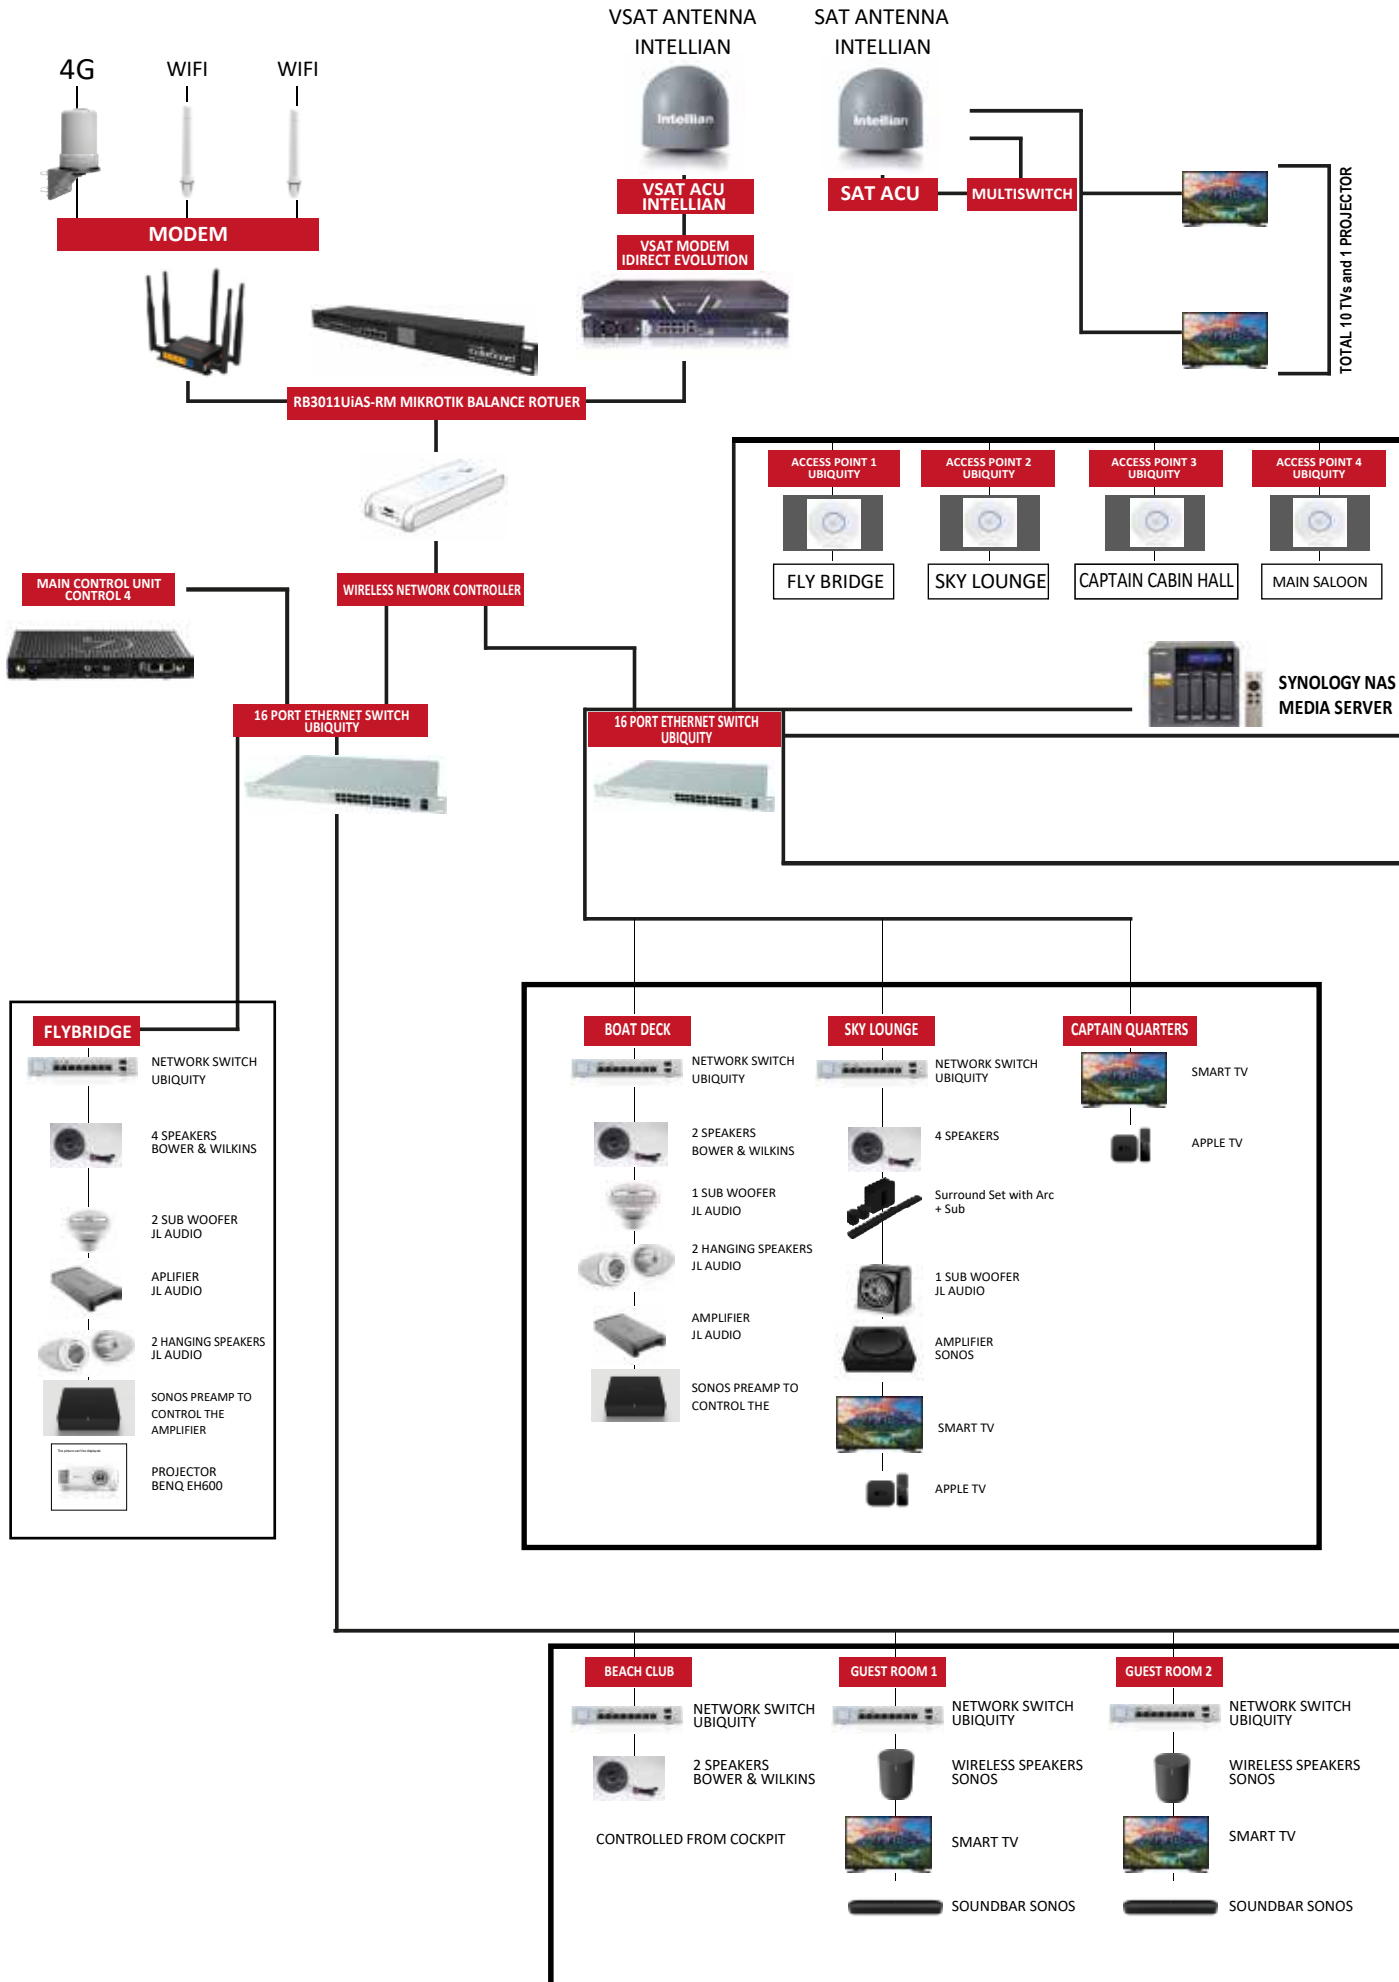 VSAT ANTENNA
INTELLIAN
SAT ANTENNA
INTELLIAN
4G
WIFI
WIFI
Intellian
Intellian
VSAT ACU
INTELLIAN
SAT ACU
MULTISWITCH
MODEM
VSAT MODEM
IDIRECT EVOLUTION
TOTAL 10 TVs and 1 PROJECTOR
RB3011UiAS-RM MIKROTIK BALANCE ROTUER
ACCESS POINT 1
UBIQUITY
ACCESS POINT 2
UBIQUITY
ACCESS POINT 3
UBIQUITY
ACCESS POINT 4
UBIQUITY
FLY BRIDGE
SKY LOUNGE
CAPTAIN CABIN HALL
MAIN SALOON
MAIN CONTROL UNIT
CONTROL 4
WIRELESS NETWORK CONTROLLER
SYNOLOGY NAS
MEDIA SERVER
16 PORT ETHERNET SWITCH
UBIQUITY
16 PORT ETHERNET SWITCH
UBIQUITY
FLYBRIDGE
NETWORK SWITCH
UBIQUITY
4 SPEAKERS
BOWER & WILKINS
2 SUB WOOFER
JL AUDIO
APLIFIER
JL AUDIO
2 HANGING SPEAKERS
JL AUDIO
SONOS PREAMP TO
CONTROL THE
AMPLIFIER
PROJECTOR
BENQ EH600
BOAT DECK
NETWORK SWITCH
UBIQUITY
2 SPEAKERS
BOWER & WILKINS
1 SUB WOOFER
JL AUDIO
2 HANGING SPEAKERS
JL AUDIO
AMPLIFIER
JL AUDIO
SONOS PREAMP TO
CONTROL THE
SKY LOUNGE
NETWORK SWITCH
UBIQUITY
4 SPEAKERS
Surround Set with Arc
+ Sub
1 SUB WOOFER
JL AUDIO
AMPLIFIER
SONOS
SMART TV
APPLE TV
CAPTAIN QUARTERS
SMART TV
APPLE TV
BEACH CLUB
NETWORK SWITCH
UBIQUITY
2 SPEAKERS
BOWER & WILKINS
CONTROLLED FROM COCKPIT
GUEST ROOM 1
NETWORK SWITCH
UBIQUITY
WIRELESS SPEAKERS
SONOS
SMART TV
SOUNDBAR SONOS
GUEST ROOM 2
NETWORK SWITCH
UBIQUITY
WIRELESS SPEAKERS
SONOS
SMART TV
SOUNDBAR SONOS